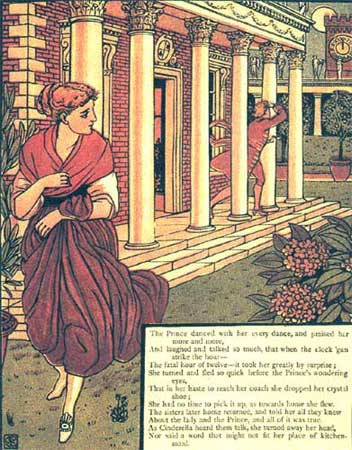 The Prince danced with her every dance, and praised her
more and more,
And laughed and talked so much, that when the clock 'gan
strike the hour—
The fatal hour of twelve—it took her greatly by surprise;
She turned and fled so quick before the Prince's wondering
eyes,
That in her haste to reach her coach she dropped her crystal
shoe;
She had no time to pick it up, as towards home she flew.
The sisters later home returned, and told her all they knew
About the lady and the Prince, and all of it was true.
As Cinderella heard them talk, she turned away her head,
Nor said a word that might not fit her place of kitchen-
maid.